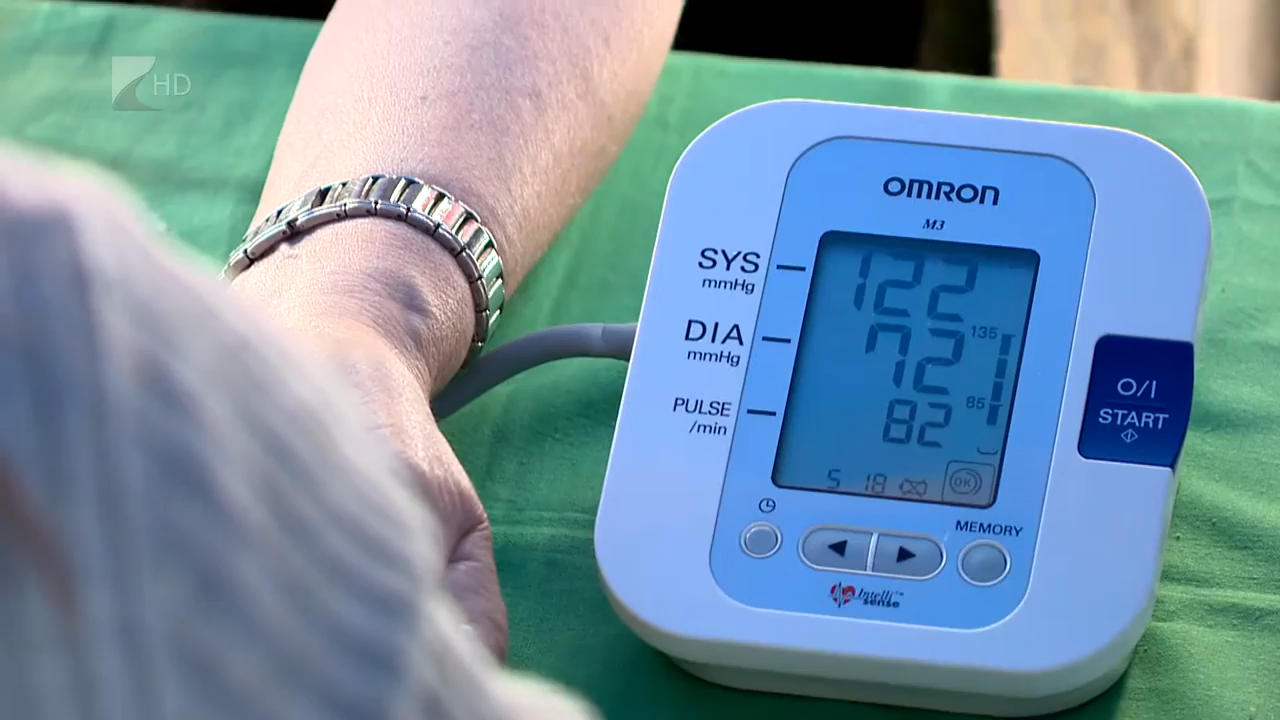 HD
OMRON
M3
SYS
mmHg
122
DIA
mmHg
72
135
PULSE
/min
82
85
5 18
OK
O/I
START
MEMORY
Intelli™
sense